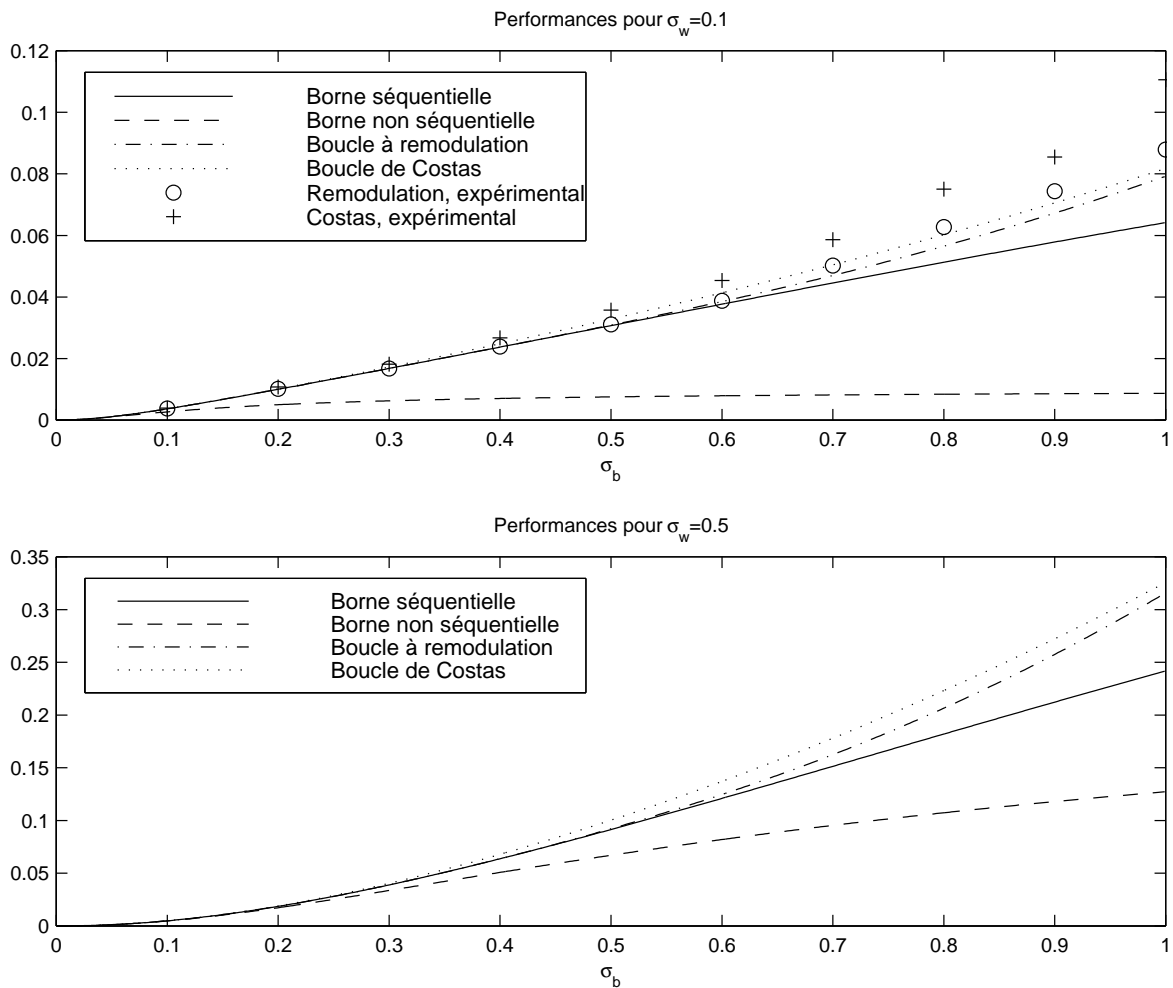 Performances pour σw=0.1
0.12
0.1
0.08
0.06
0.04
0.02
0
Borne séquentielle
Borne non séquentielle
Boucle à remodulation
Boucle de Costas
Remodulation, expérimental
Costas, expérimental
0 0.1 0.2 0.3 0.4 0.5 0.6 0.7 0.8 0.9 1
σb
Performances pour σw=0.5
0.35
0.3
0.25
0.2
0.15
0.1
0.05
0
Borne séquentielle
Borne non séquentielle
Boucle à remodulation
Boucle de Costas
0 0.1 0.2 0.3 0.4 0.5 0.6 0.7 0.8 0.9 1
σb